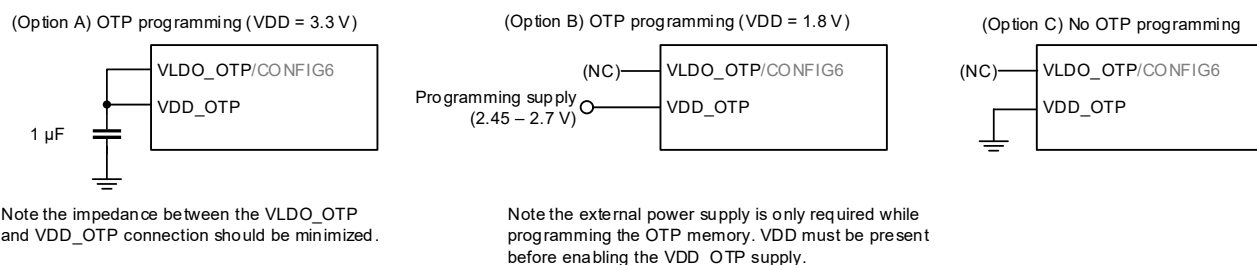 (Option A) OTP programming (VDD = 3.3 V)
VLDO_OTP/CONFIG6
VDD_OTP
1 µF
Note the impedance between the VLDO_OTP
and VDD_OTP connection should be minimized.
(Option B) OTP programming (VDD = 1.8 V)
(NC)
VLDO_OTP/CONFIG6
Programming supply
(2.45 – 2.7 V)
VDD_OTP
Note the external power supply is only required while
programming the OTP memory. VDD must be present
before enabling the VDD_OTP supply.
(Option C) No OTP programming
(NC)
VLDO_OTP/CONFIG6
VDD_OTP